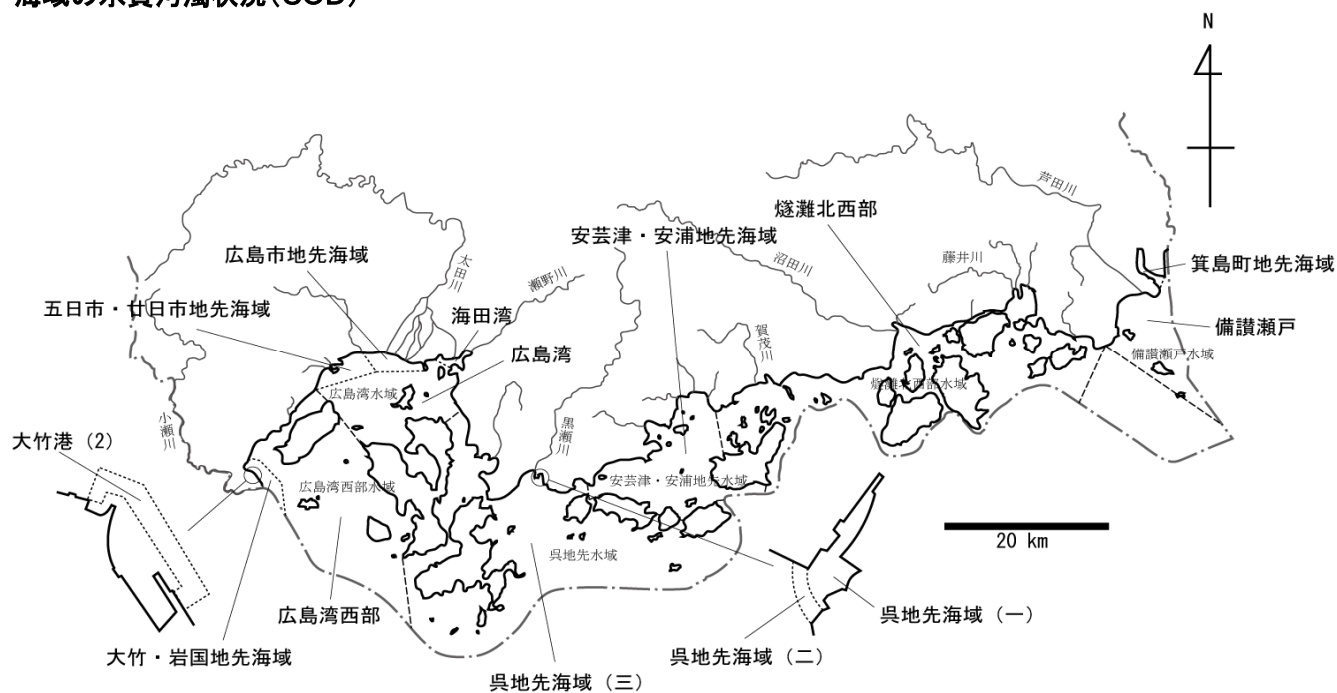 海域の水質汚濁状況(COD)
N
芦田川
燧灘北西部
安芸津・安浦地先海域
広島市地先海域
太田川
沼田川
藤井川
箕島町地先海域
瀬野川
五日市・廿日市地先海域
海田湾
備讃瀬戸
賀茂川
広島湾
備讃瀬戸水域
燧灘北西部水域
広島湾水域
小瀬川
黒瀬川
大竹港(2)
安芸津・安浦地先水域
広島湾西部水域
20 km
呉地先水域
広島湾西部
呉地先海域(一)
大竹・岩国地先海域
呉地先海域(二)
呉地先海域(三)